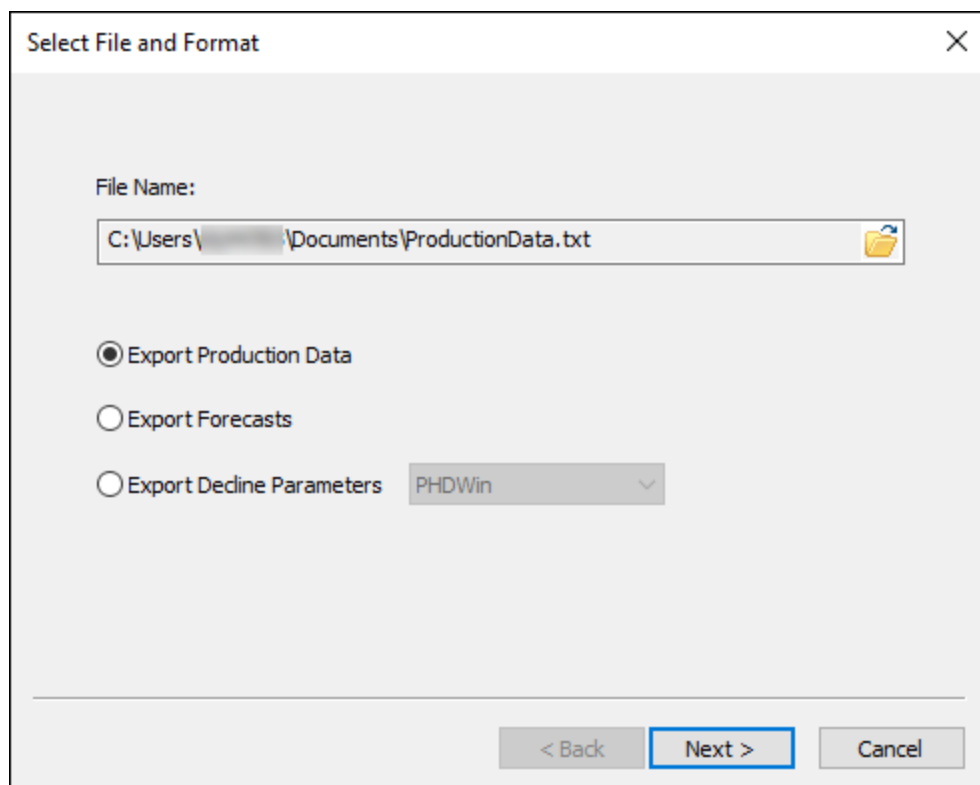 Select File and Format
File Name:
C:\Users\ \Documents\ProductionData.txt
Export Production Data
Export Forecasts
Export Decline Parameters PHDWin
< Back Next > Cancel